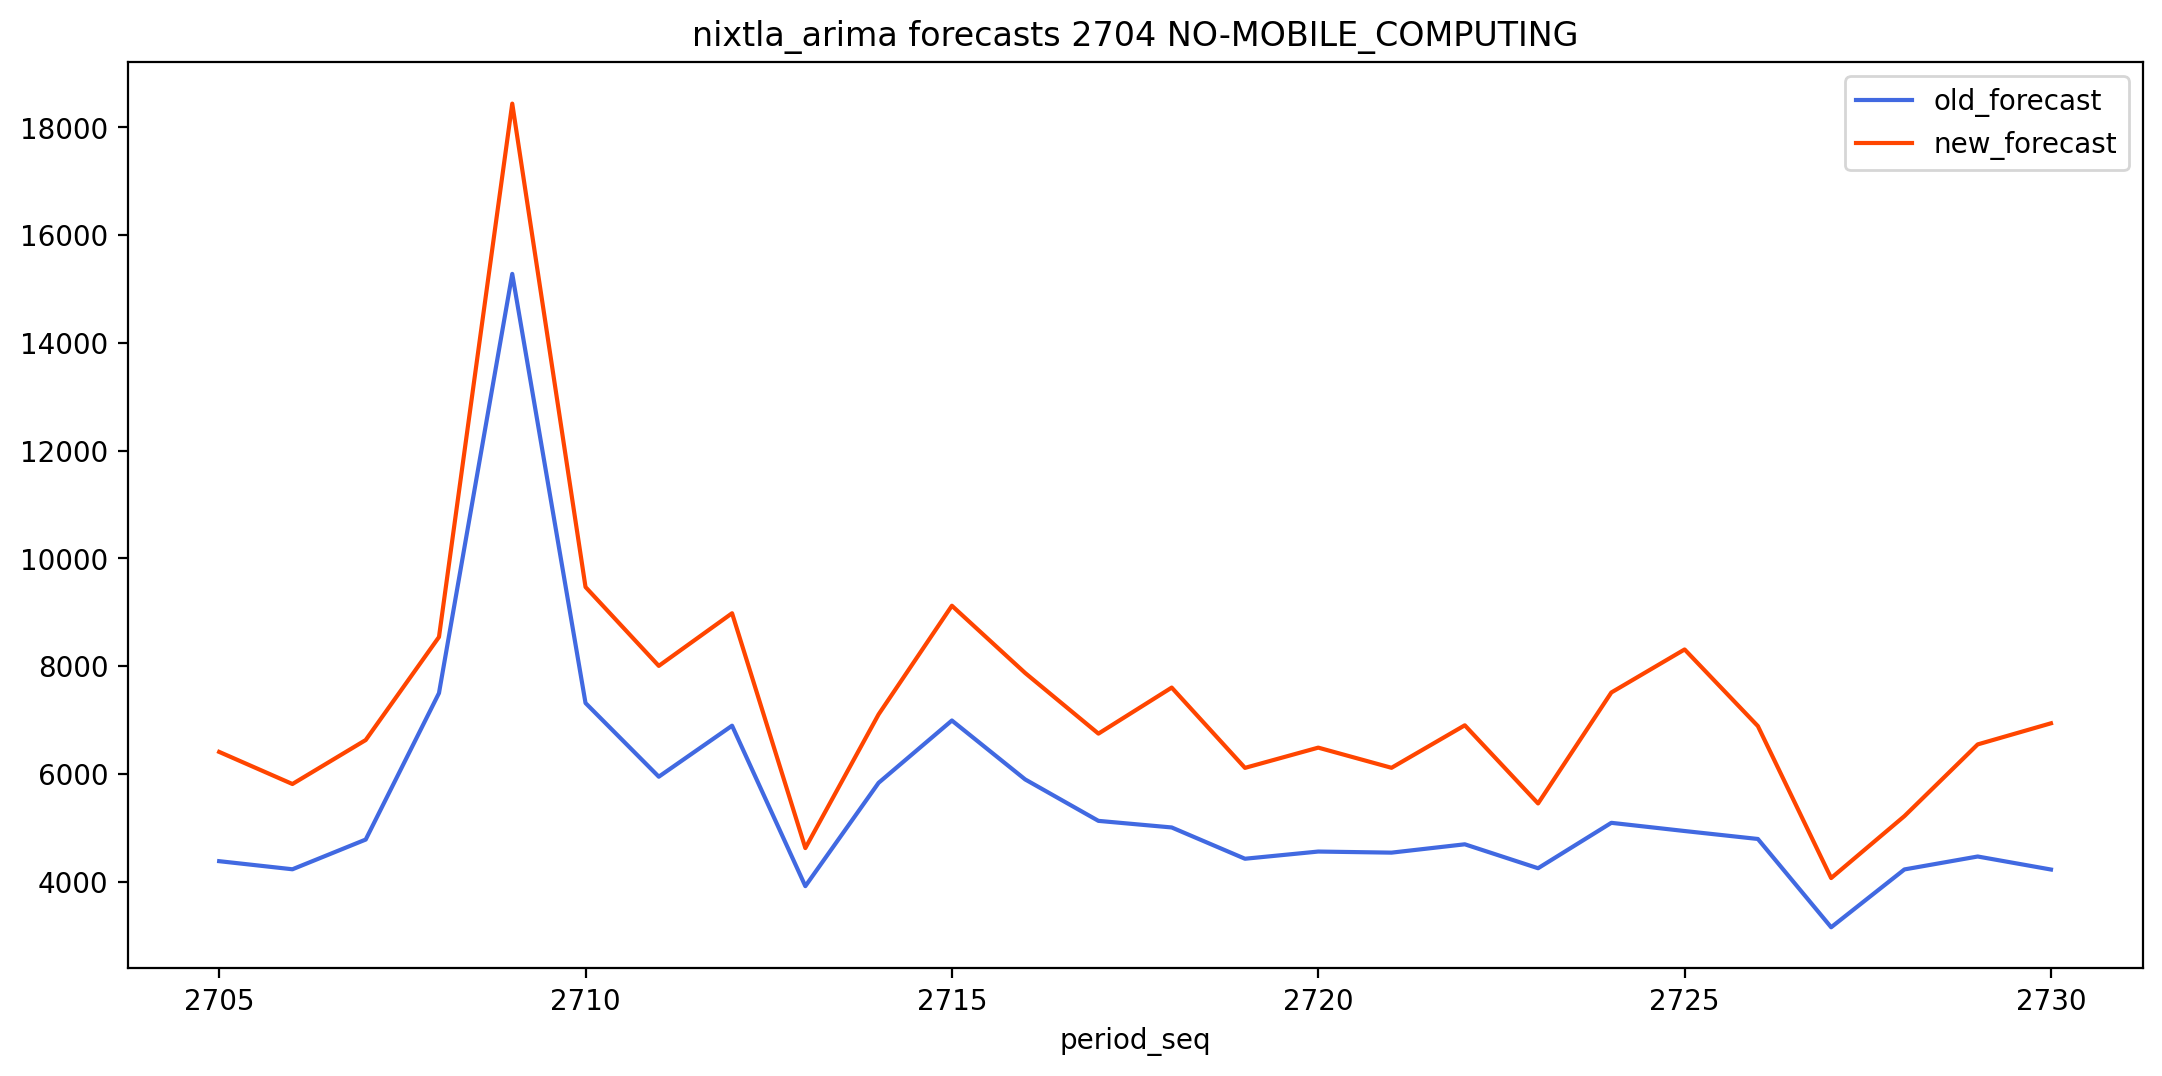 nixtla_arima forecasts 2704 NO-MOBILE_COMPUTING
old_forecast
new_forecast
18000
16000
14000
12000
10000
8000
6000
4000
2705 2710 2715 2720 2725 2730
period_seq